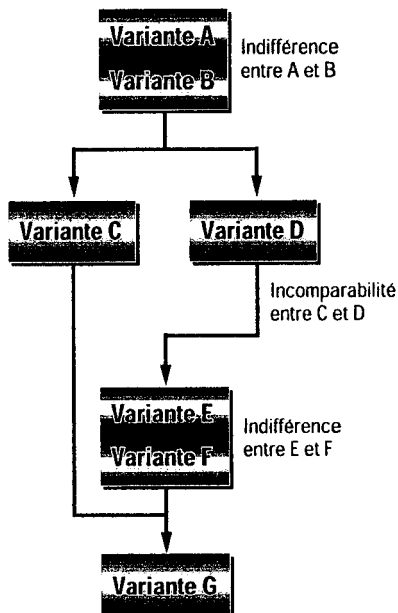 Variante A
Variante B
Indifférence
entre A et B
Variante C
Variante D
Incomparabilité
entre C et D
Variante E
Variante F
Indifférence
entre E et F
Variante G